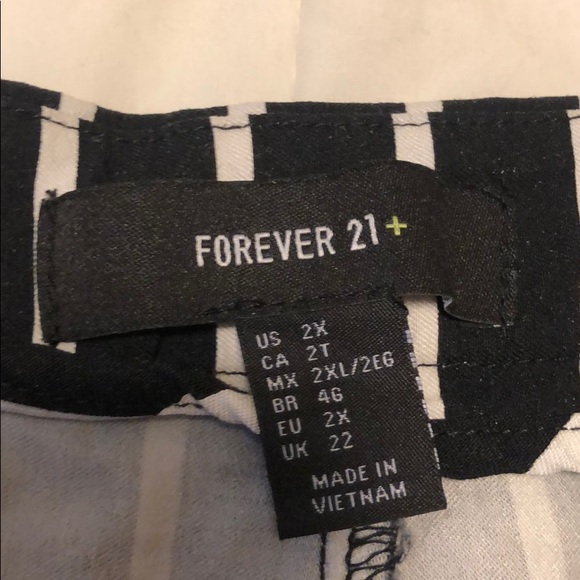 FOREVER 21+
US 2X
CA 2T
MX 2XL/2EG
BR 4G
EU 2X
UK 22
MADE IN
VIETNAM